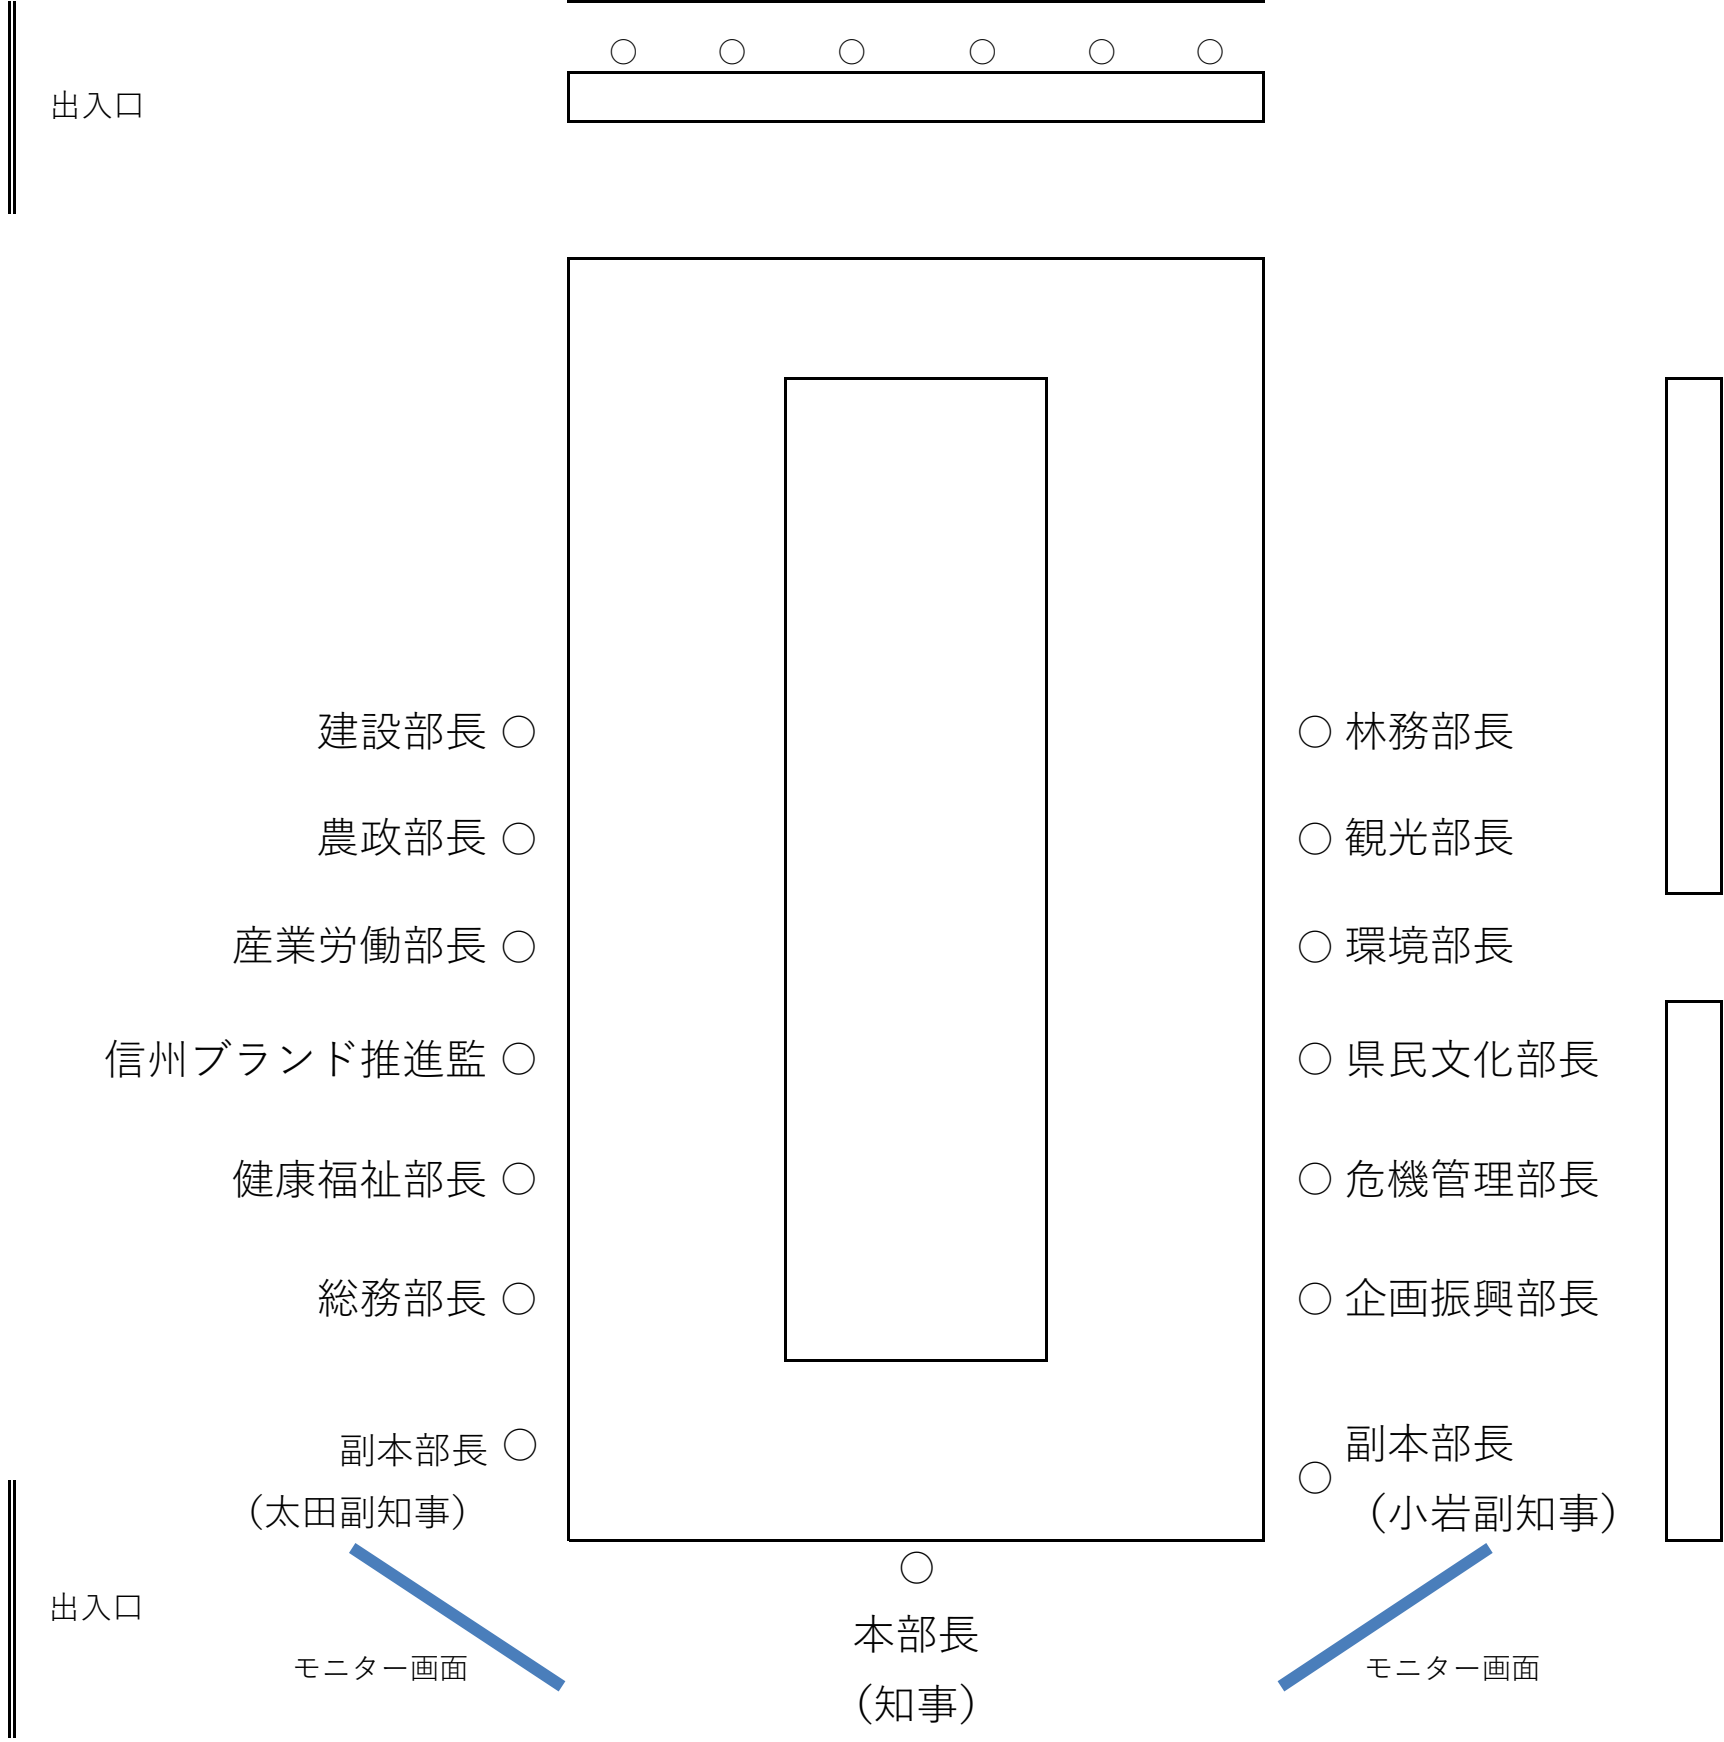 ○ ○ ○ ○ ○ ○
出入口
建設部長 ○
○ 林務部長
農政部長 ○
○ 観光部長
産業労働部長 ○
○ 環境部長
信州ブランド推進監 ○
○ 県民文化部長
健康福祉部長 ○
○ 危機管理部長
総務部長 ○
○ 企画振興部長
副本部長 ○
（太田副知事）
○ 副本部長
（小岩副知事）
○
本部長
（知事）
出入口
モニター画面
モニター画面